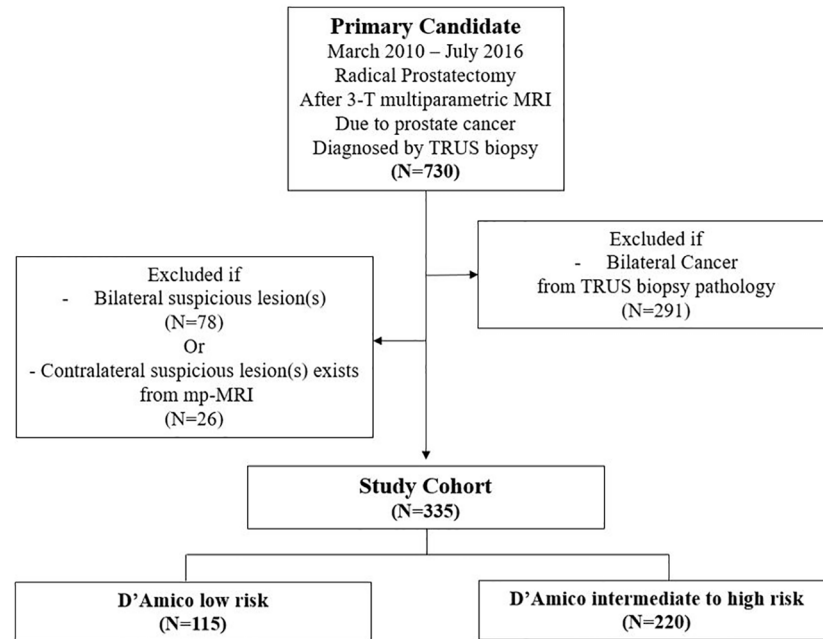 Primary Candidate
March 2010 – July 2016
Radical Prostatectomy
After 3-T multiparametric MRI
Due to prostate cancer
Diagnosed by TRUS biopsy
(N=730)
Excluded if
- Bilateral Cancer
from TRUS biopsy pathology
(N=291)
Excluded if
- Bilateral suspicious lesion(s)
(N=78)
Or
- Contralateral suspicious lesion(s) exists
from mp-MRI
(N=26)
Study Cohort
(N=335)
D’Amico low risk
(N=115)
D’Amico intermediate to high risk
(N=220)